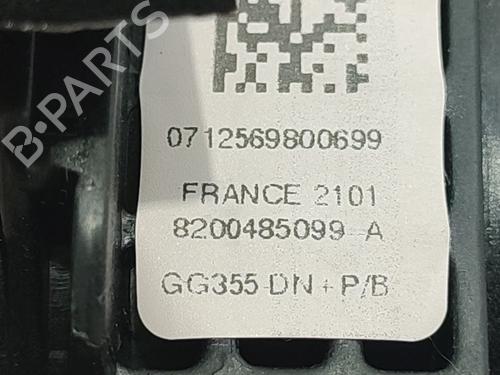 0712569800699
FRANCE 2101
8200485099 A
GG355 DN + P/B
B-PARTS